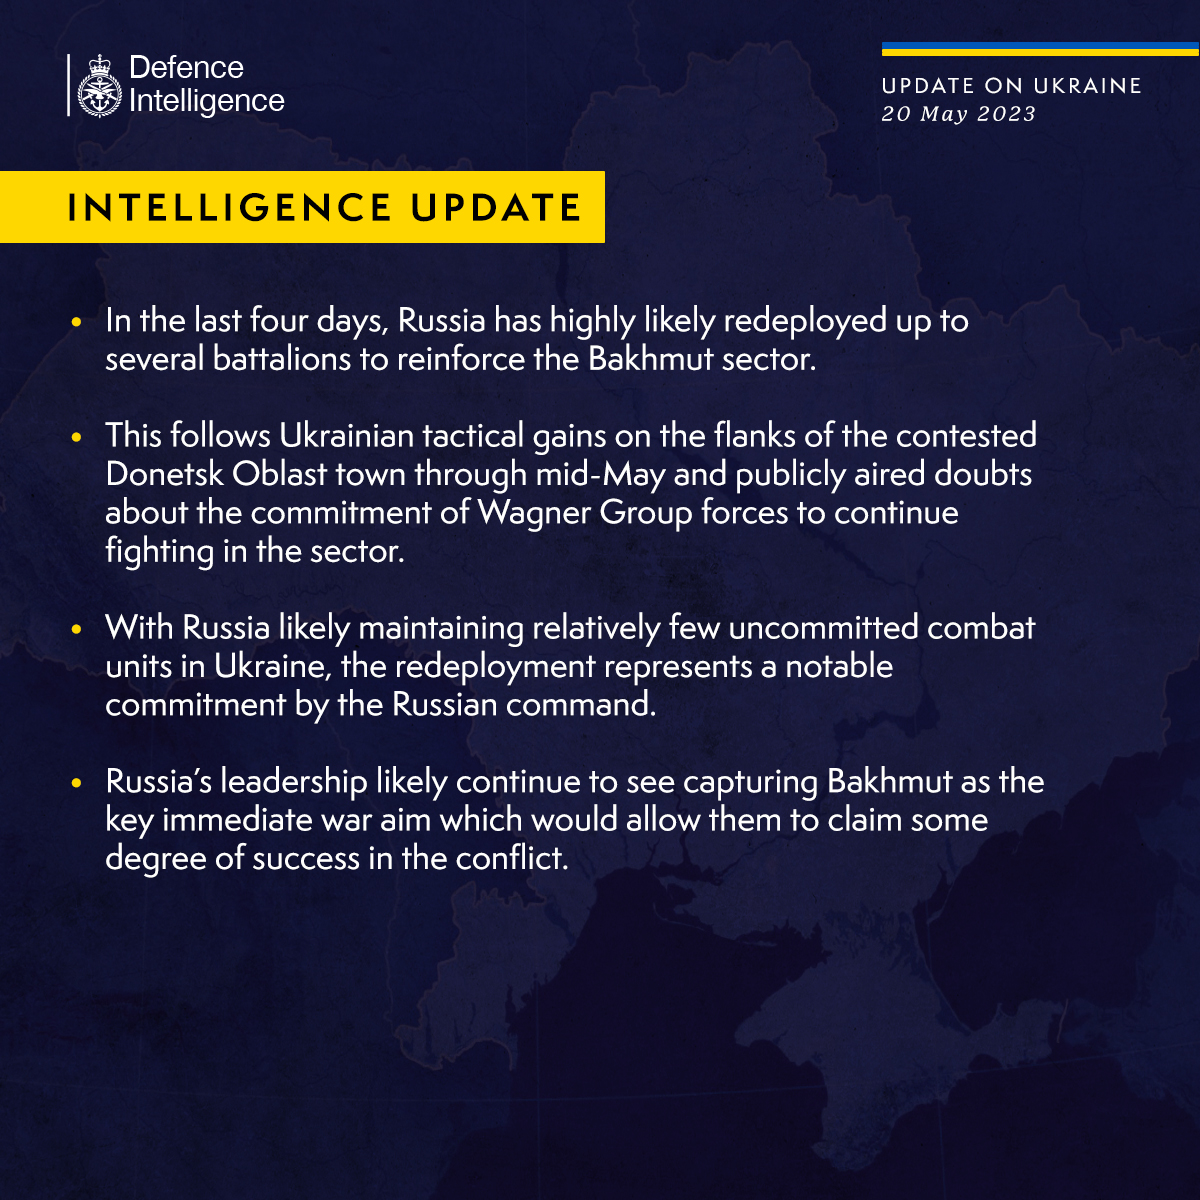 Defence
Intelligence
UPDATE ON UKRAINE
20 May 2023
INTELLIGENCE UPDATE
• In the last four days, Russia has highly likely redeployed up to
several battalions to reinforce the Bakhmut sector.
• This follows Ukrainian tactical gains on the flanks of the contested
Donetsk Oblast town through mid-May and publicly aired doubts
about the commitment of Wagner Group forces to continue
fighting in the sector.
• With Russia likely maintaining relatively few uncommitted combat
units in Ukraine, the redeployment represents a notable
commitment by the Russian command.
• Russia’s leadership likely continue to see capturing Bakhmut as the
key immediate war aim which would allow them to claim some
degree of success in the conflict.